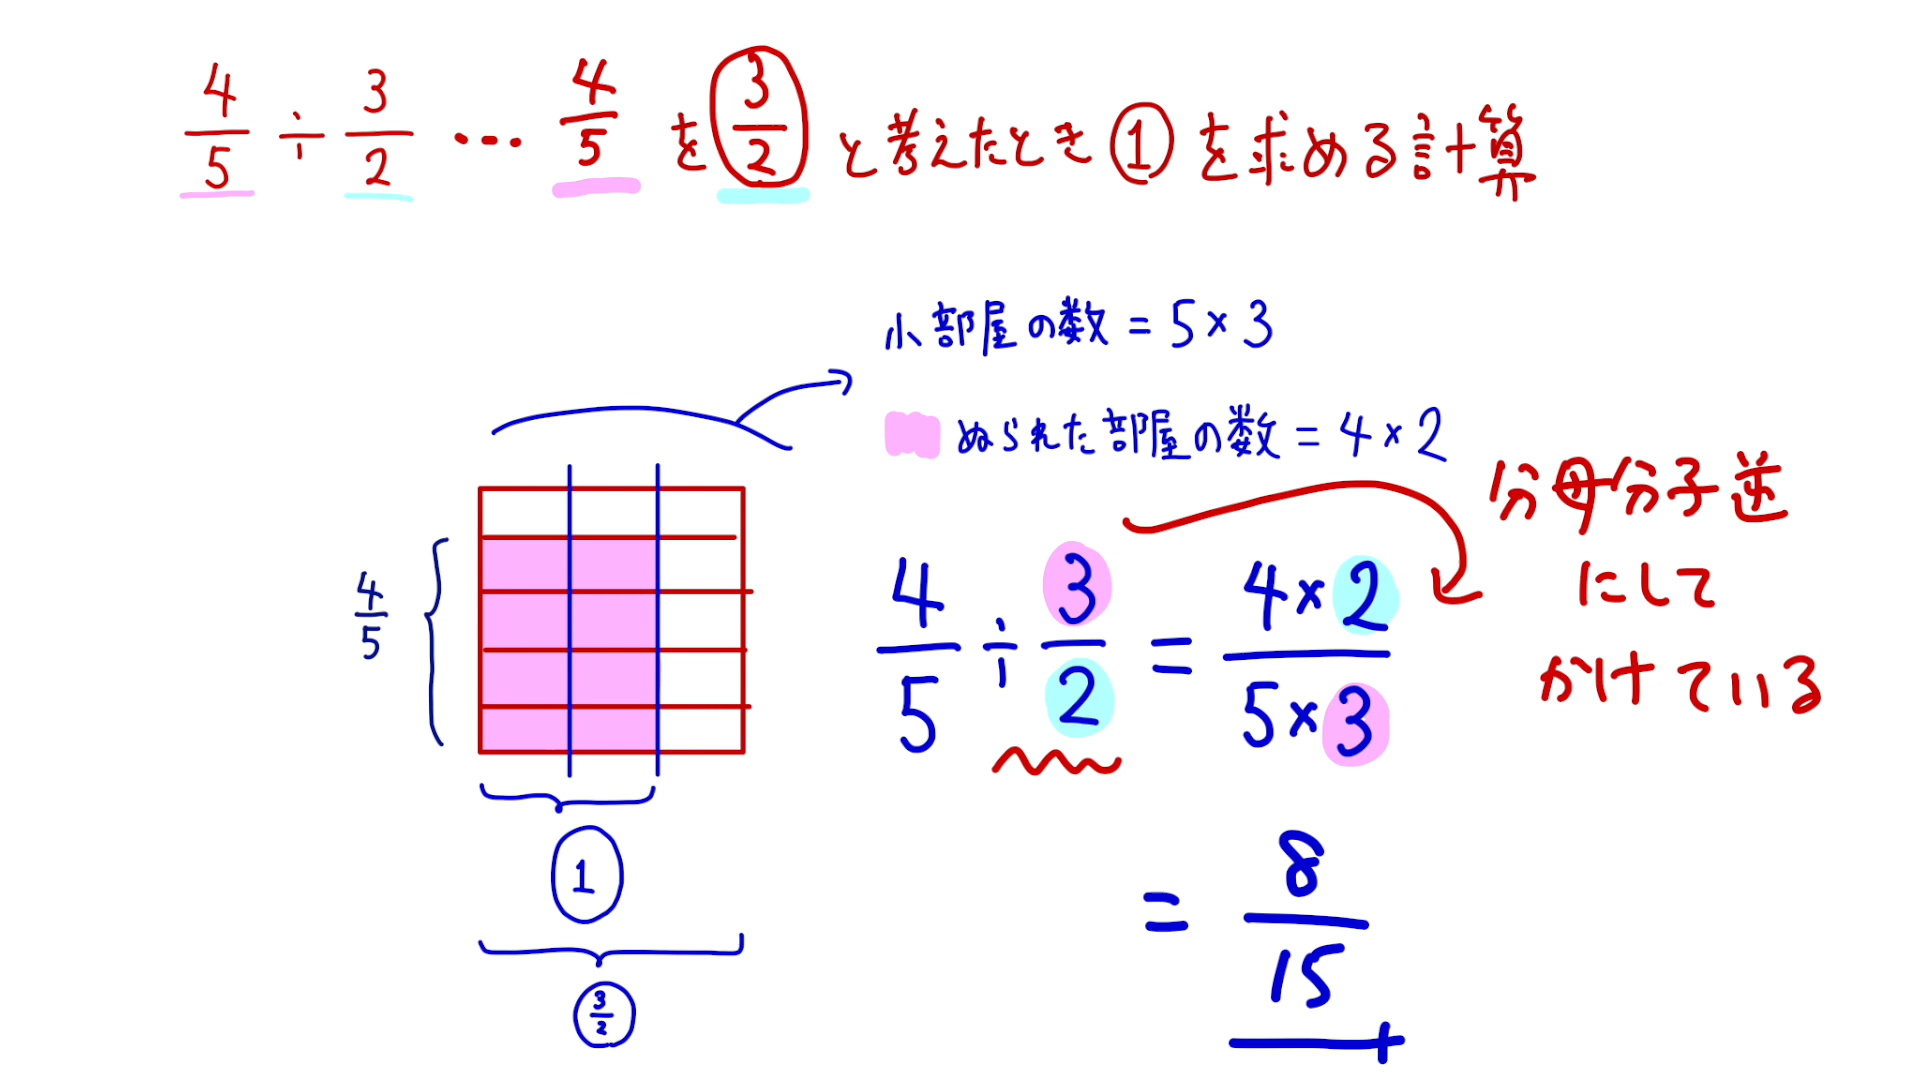 4/5 ÷ 3/2 ・・・ 4/5 を 3/2 と考えたとき ① を求める計算
小部屋の数 = 5 × 3
ぬられた部屋の数 = 4 × 2
分母分子逆
にして
かけている
4/5
4/5 ÷ 3/2 = 4×2/5×3
= 8/15
①
3/2